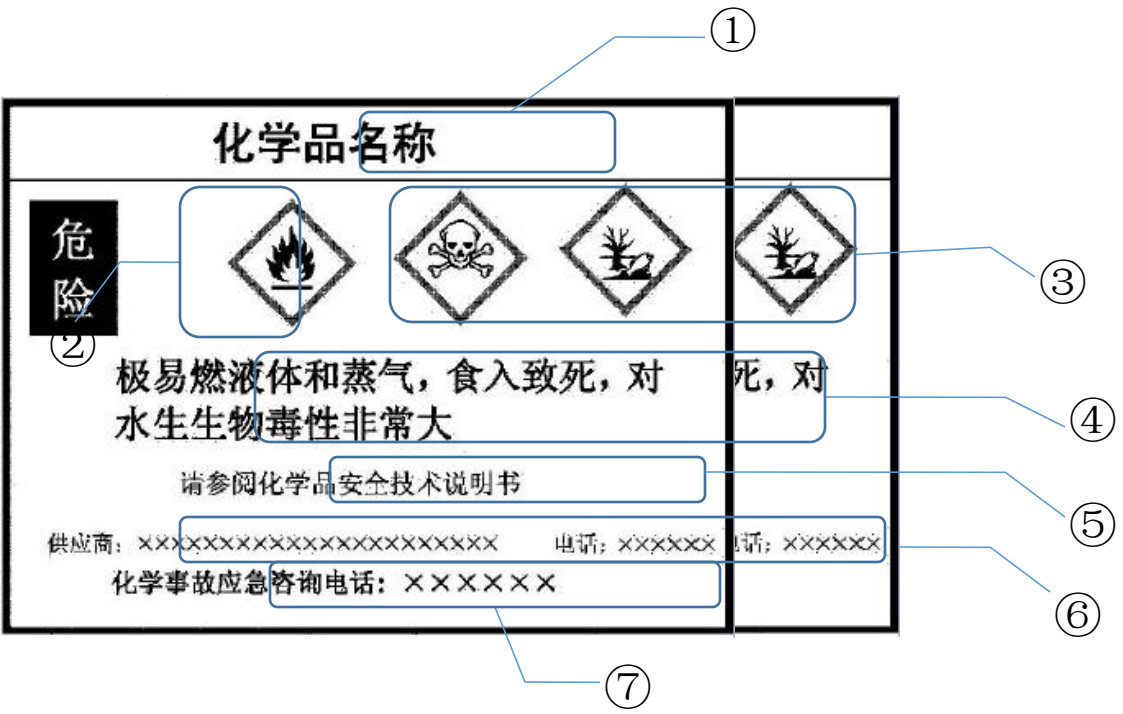 ①
化学品名称
危
险
②
③
极易燃液体和蒸气，食入致死，对 死，对
水生生物毒性非常大
④
请参阅化学品安全技术说明书
⑤
供应商：××××××××××××××××××××××  电话：×××××× 电话：××××××
⑥
化学事故应急咨询电话：××××××
⑦